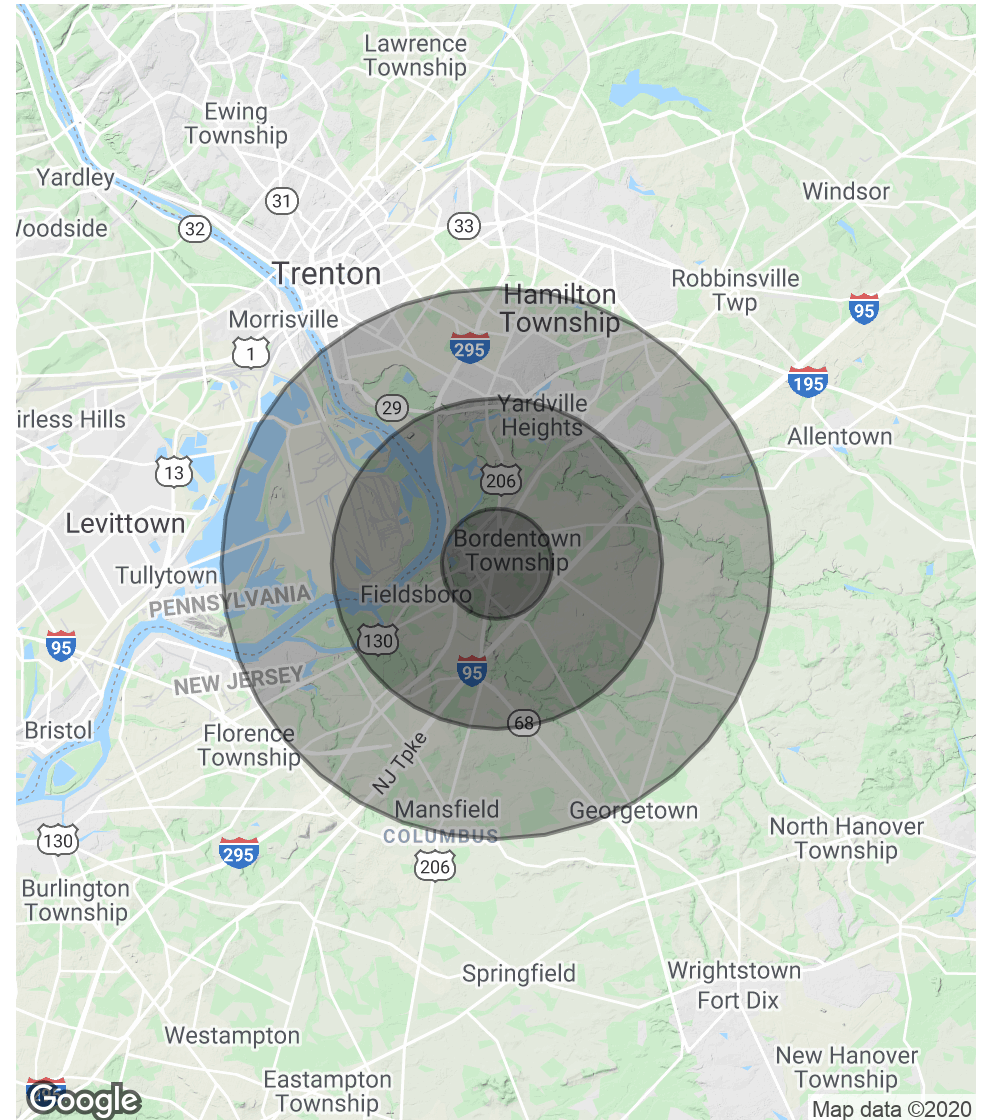 Lawrence
Township
Ewing
Township
Yardley
31
Windsor
32
33
Woodside
Trenton
Robbinsville
Twp
Hamilton
Township
95
Morrisville
1
295
195
29
Yardville
Heights
irless Hills
Allentown
13
206
Levittown
Bordentown
Township
Tullytown
Fieldsboro
PENNSYLVANIA
95
130
NEW JERSEY
95
Bristol
Florence
Township
68
NJ Tpke
Mansfield
COLUMBUS
Georgetown
130
295
206
North Hanover
Township
Burlington
Township
Springfield
Wrightstown
Fort Dix
Westampton
New Hanover
Township
Eastampton
Township
Google
Map data ©2020